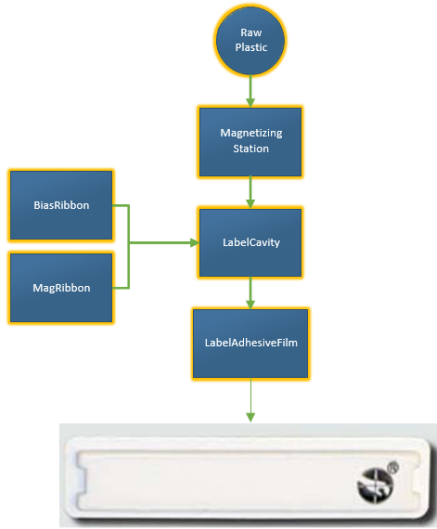 Raw
Plastic
Magnetizing
Station
BiasRibbon
LabelCavity
MagRibbon
LabelAdhesiveFilm
®